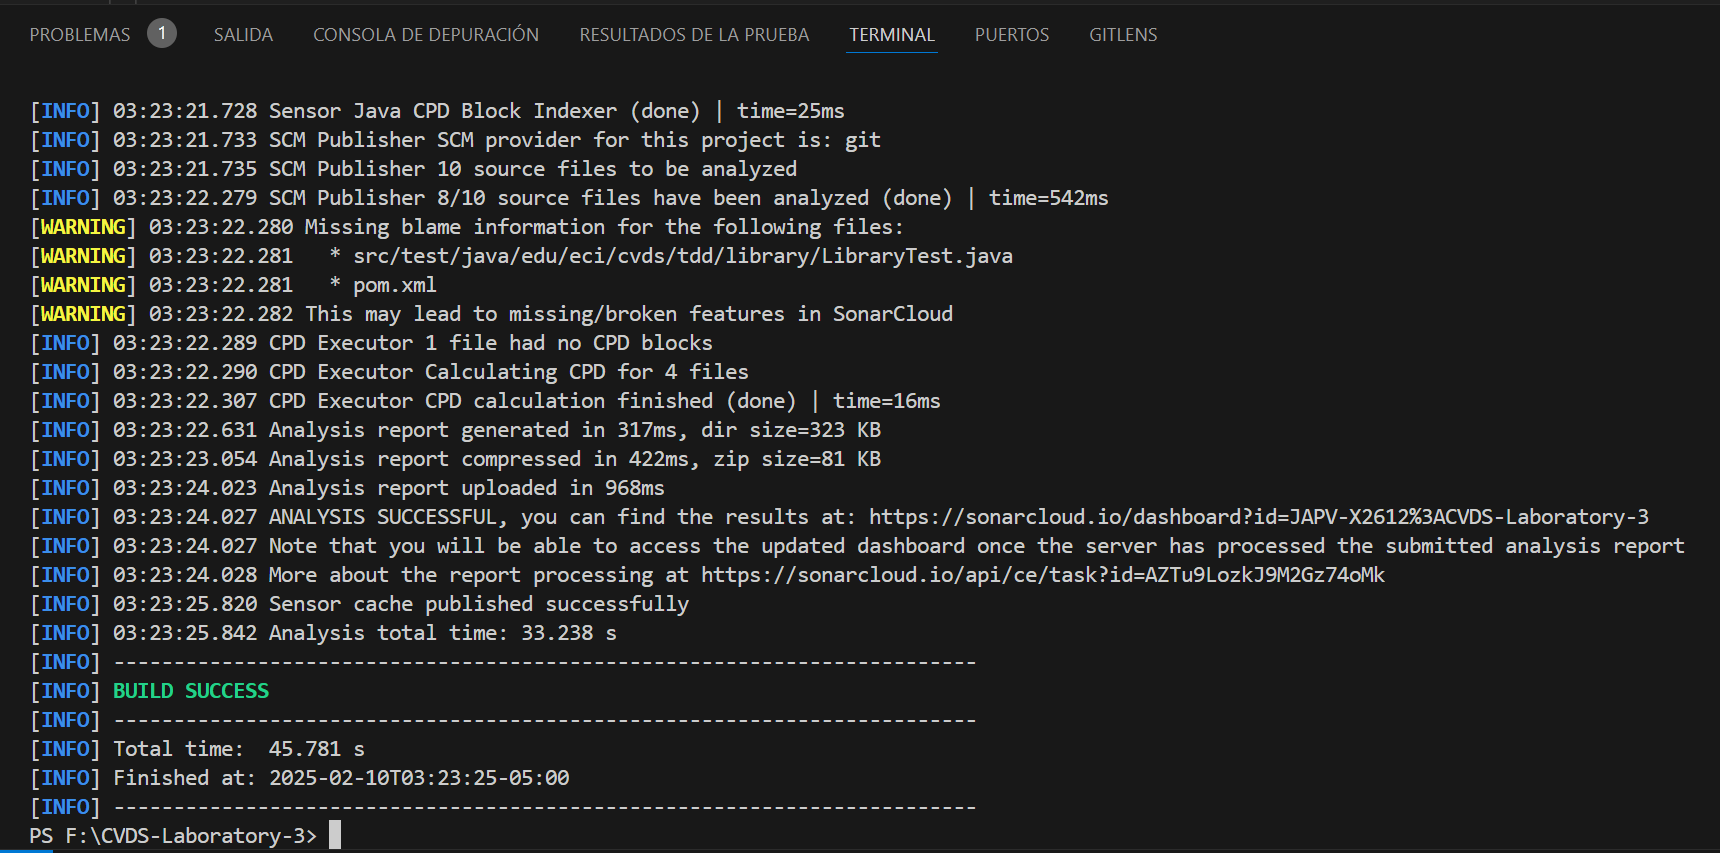 PROBLEMAS 1 SALIDA CONSOLA DE DEPURACIÓN RESULTADOS DE LA PRUEBA TERMINAL PUERTOS GITLENS
[INFO] 03:23:21.728 Sensor Java CPD Block Indexer (done) | time=25ms
[INFO] 03:23:21.733 SCM Publisher SCM provider for this project is: git
[INFO] 03:23:21.735 SCM Publisher 10 source files to be analyzed
[INFO] 03:23:22.279 SCM Publisher 8/10 source files have been analyzed (done) | time=542ms
[WARNING] 03:23:22.280 Missing blame information for the following files:
[WARNING] 03:23:22.281   * src/test/java/edu/eci/cvds/tdd/library/LibraryTest.java
[WARNING] 03:23:22.281   * pom.xml
[WARNING] 03:23:22.282 This may lead to missing/broken features in SonarCloud
[INFO] 03:23:22.289 CPD Executor 1 file had no CPD blocks
[INFO] 03:23:22.290 CPD Executor Calculating CPD for 4 files
[INFO] 03:23:22.307 CPD Executor CPD calculation finished (done) | time=16ms
[INFO] 03:23:22.631 Analysis report generated in 317ms, dir size=323 KB
[INFO] 03:23:23.054 Analysis report compressed in 422ms, zip size=81 KB
[INFO] 03:23:24.023 Analysis report uploaded in 968ms
[INFO] 03:23:24.027 ANALYSIS SUCCESSFUL, you can find the results at: https://sonarcloud.io/dashboard?id=JAPV-X2612%3ACVDS-Laboratory-3
[INFO] 03:23:24.027 Note that you will be able to access the updated dashboard once the server has processed the submitted analysis report
[INFO] 03:23:24.028 More about the report processing at https://sonarcloud.io/api/ce/task?id=AZTu9LozkJ9M2Gz74oMk
[INFO] 03:23:25.820 Sensor cache published successfully
[INFO] 03:23:25.842 Analysis total time: 33.238 s
[INFO] ------------------------------------------------------------------------
[INFO] BUILD SUCCESS
[INFO] ------------------------------------------------------------------------
[INFO] Total time:  45.781 s
[INFO] Finished at: 2025-02-10T03:23:25-05:00
[INFO] ------------------------------------------------------------------------
PS F:\CVDS-Laboratory-3>